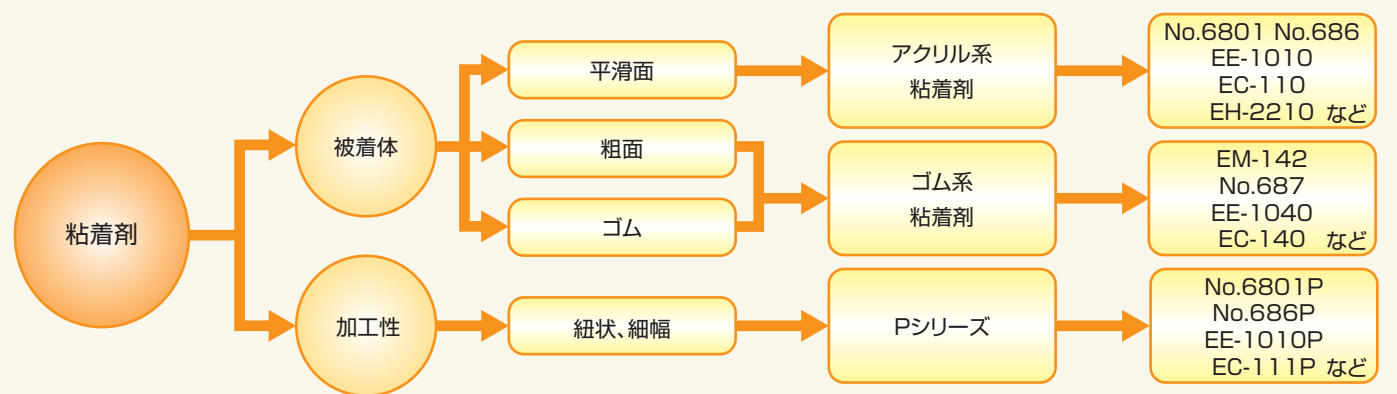 粘着剤
被着体
平滑面
アクリル系
粘着剤
No.6801 No.686
EE-1010
EC-110
EH-2210 など
粗面
ゴム
ゴム系
粘着剤
EM-142
No.687
EE-1040
EC-140 など
加工性
紐状、細幅
Pシリーズ
No.6801P
No.686P
EE-1010P
EC-111P など